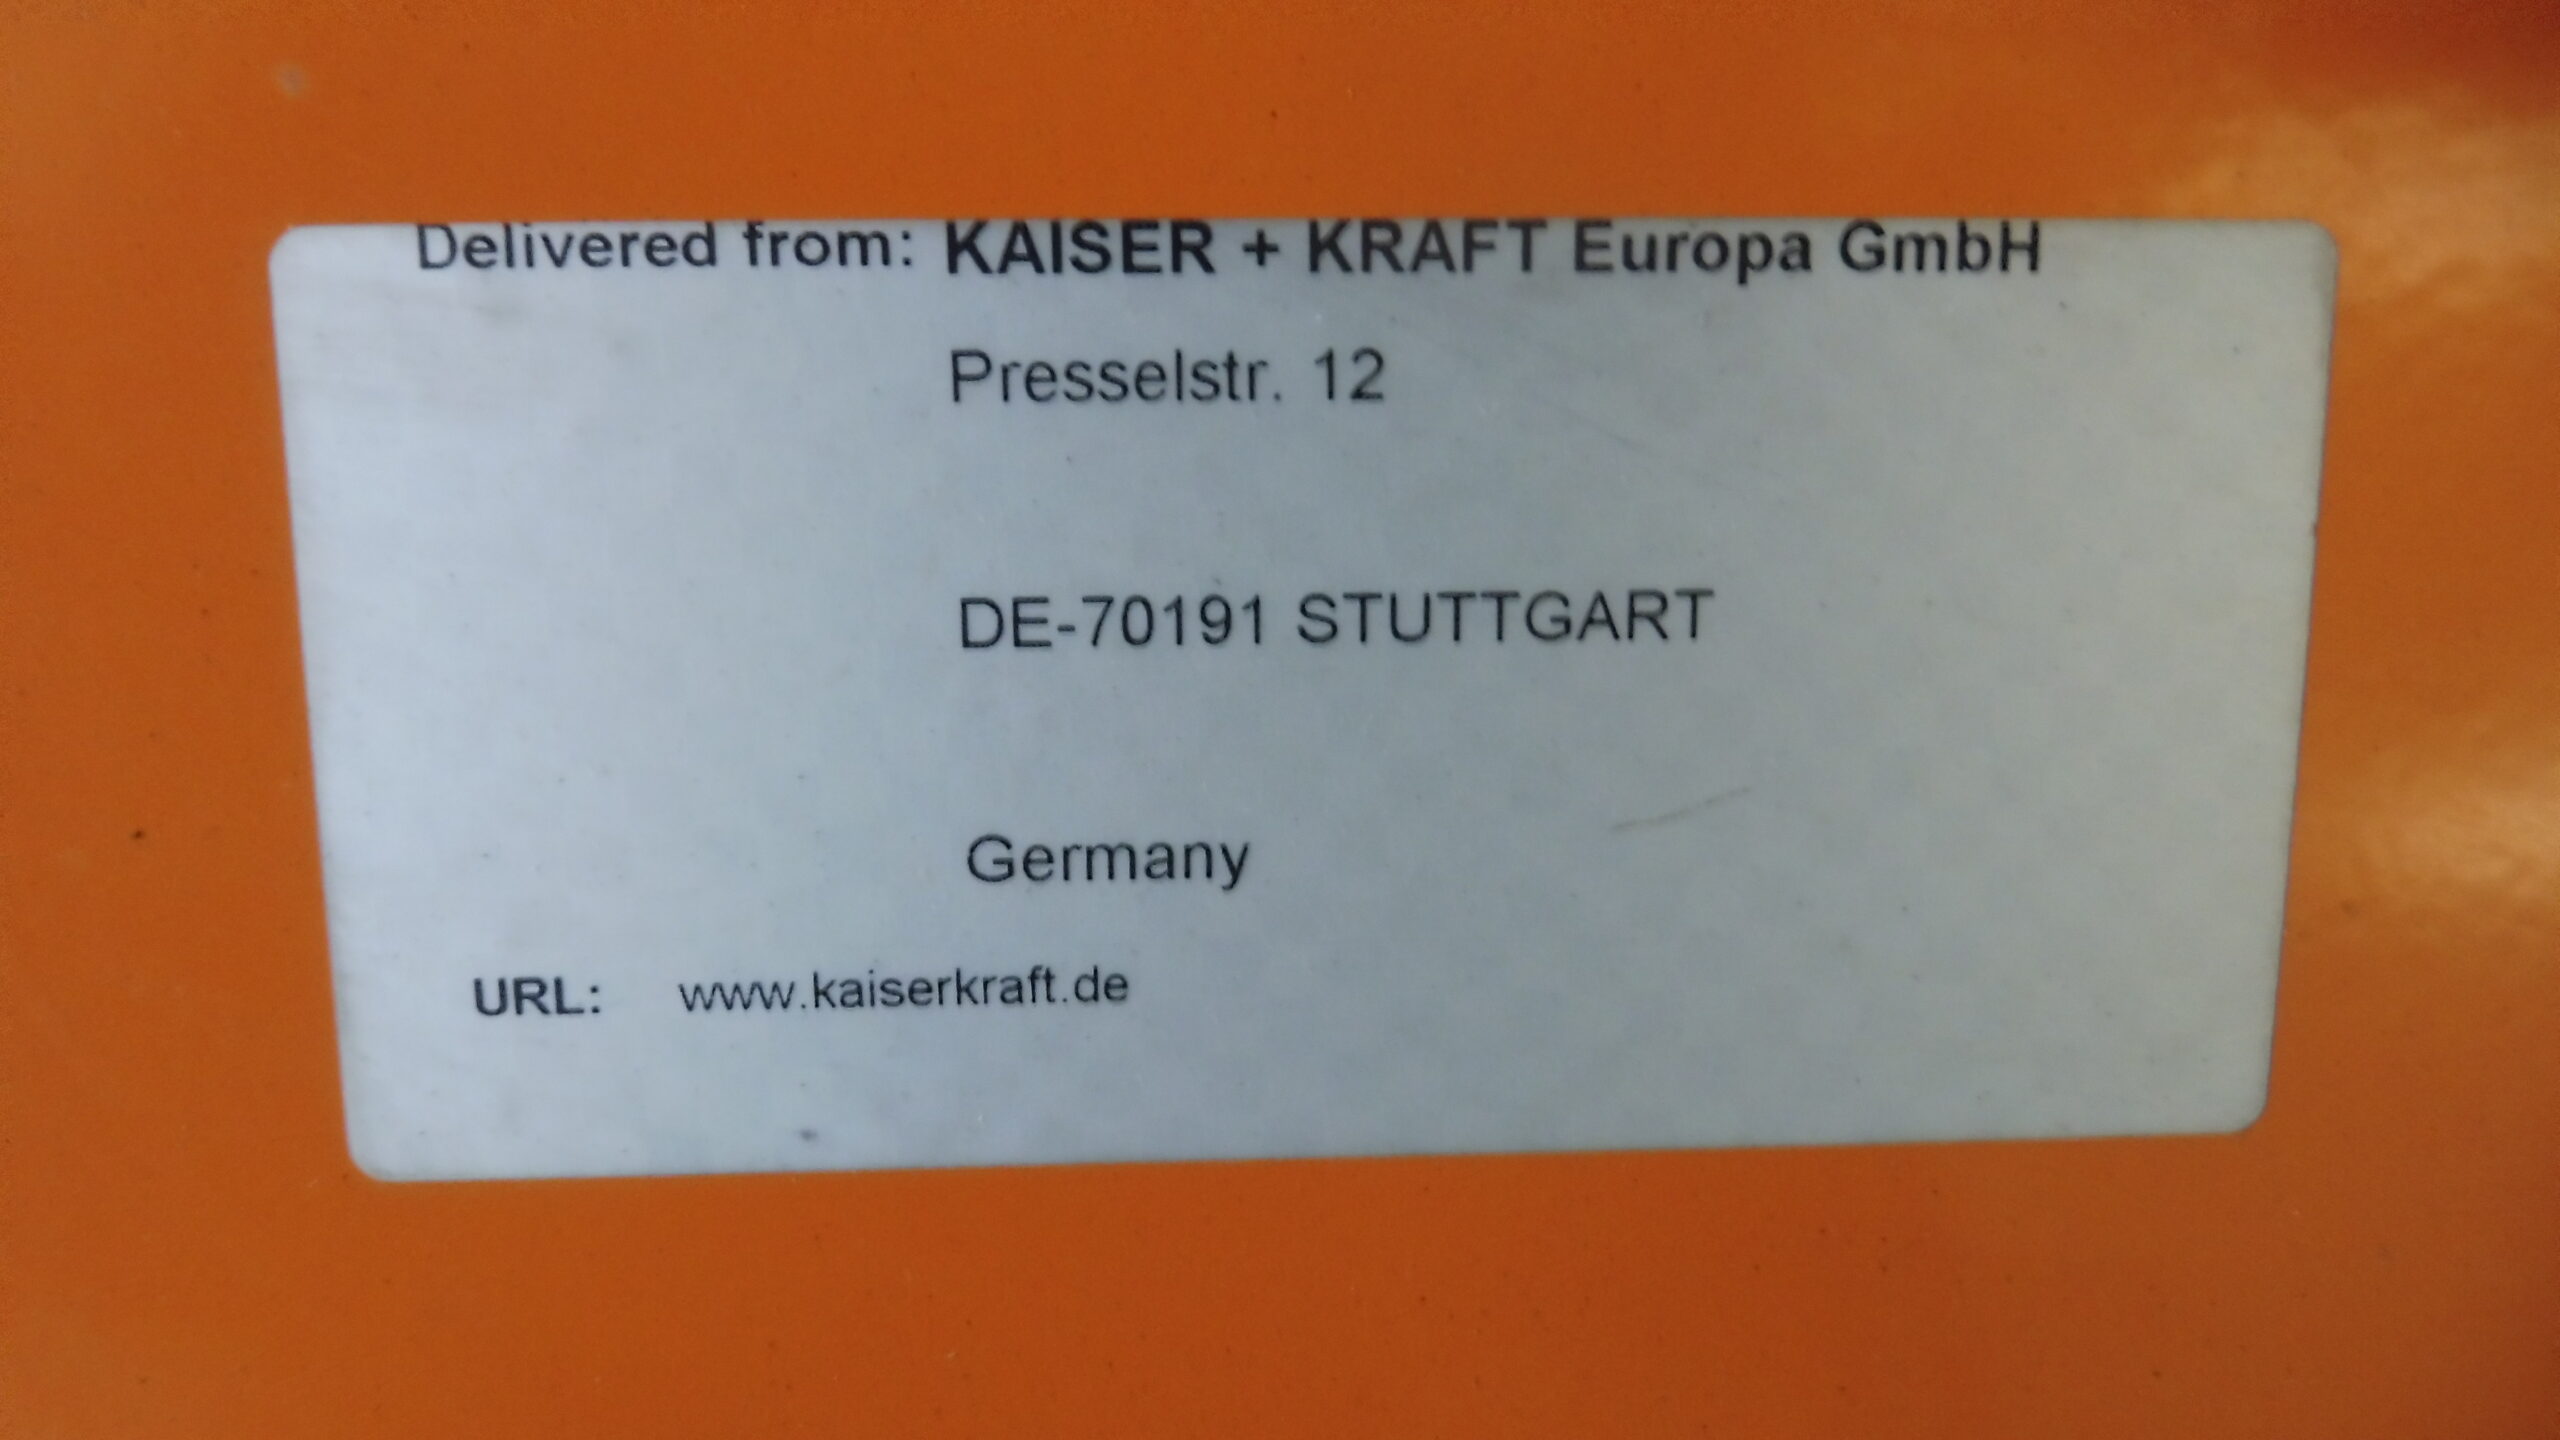 Delivered from: KAISER + KRAFT Europa GmbH
Presselstr. 12
DE-70191 STUTTGART
Germany
URL: www.kaiserkraft.de